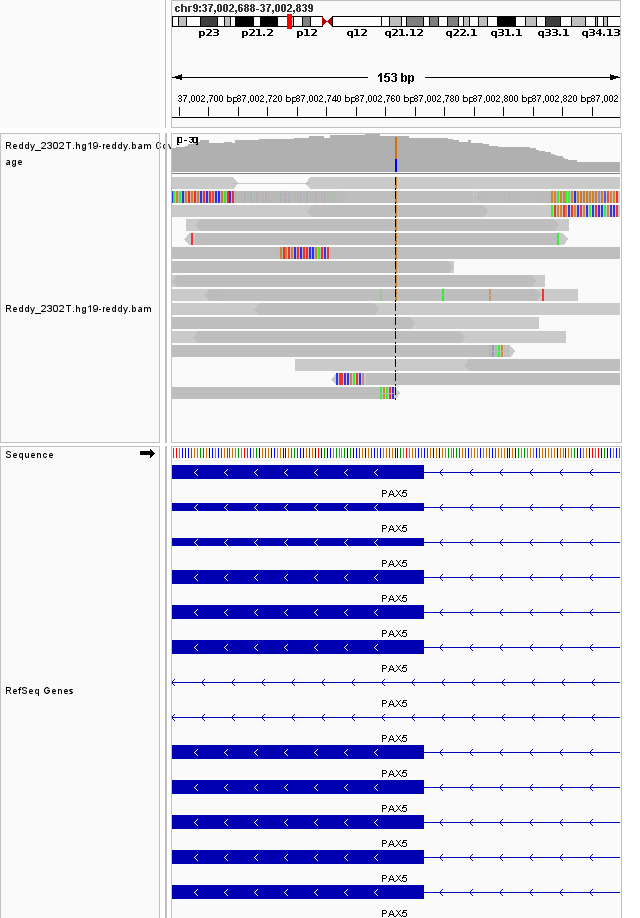 chr9:37,002,688-37,002,839
p23 p21.2 p12 q12 q21.12 q22.1 q31.1 q33.1 q34.13
153 bp
37,002,700 bp 37,002,720 bp 37,002,740 bp 37,002,760 bp 37,002,780 bp 37,002,800 bp 37,002,820 bp 37,002
Reddy_2302T.hg19-reddy.bam Cov
age
Reddy_2302T.hg19-reddy.bam
Sequence
PAX5
PAX5
PAX5
PAX5
PAX5
PAX5
RefSeq Genes
PAX5
PAX5
PAX5
PAX5
PAX5
PAX5
PAX5